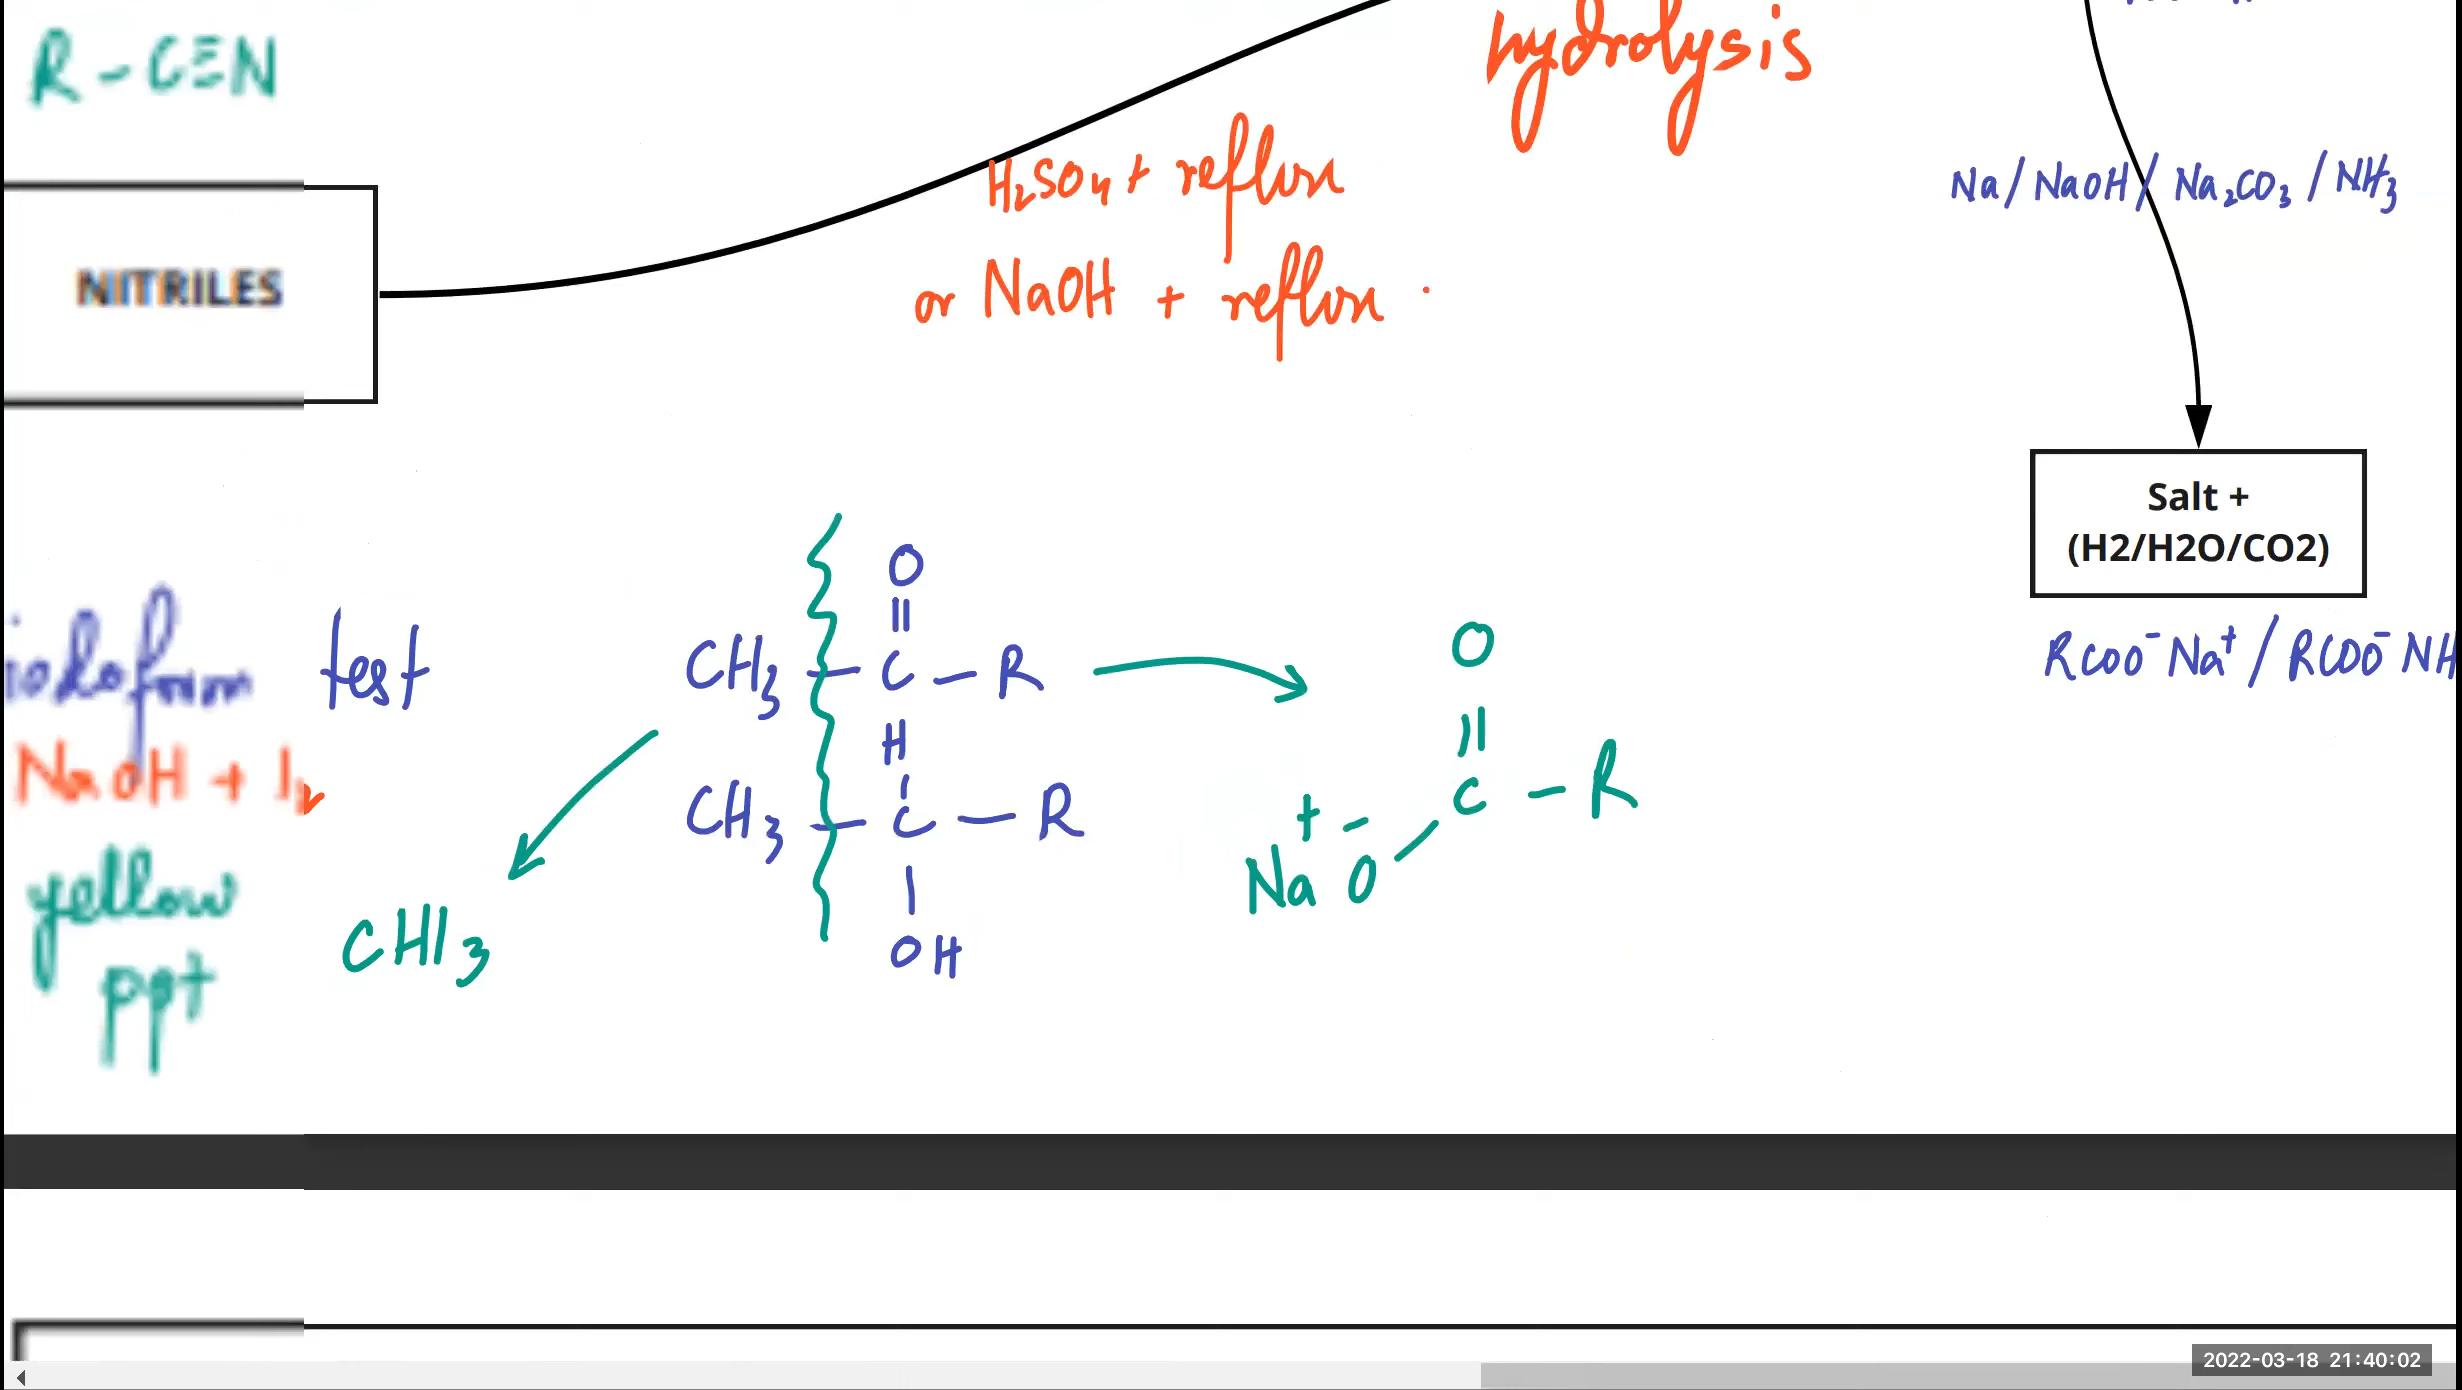 R-C≡N
hydrolysis
H2SO4 + reflux
or NaOH + reflux
Na/NaOH/Na2CO3/NH3
NITRILES
Salt +
(H2/H2O/CO2)
RCOO⁻Na⁺/RCOO⁻NH
iodoform test
NaOH + I2
yellow
ppt
CHI3
O
||
CH3 - C - R
H
CH3 - C - R
|
OH
O
||
C - R
+ -
Na O
2022-03-18 21:40:02